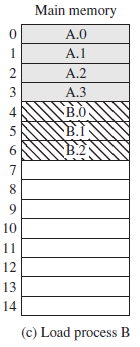 Main memory
0 A.0
1 A.1
2 A.2
3 A.3
4 B.0
5 B.1
6 B.2
7
8
9
10
11
12
13
14
(c) Load process B